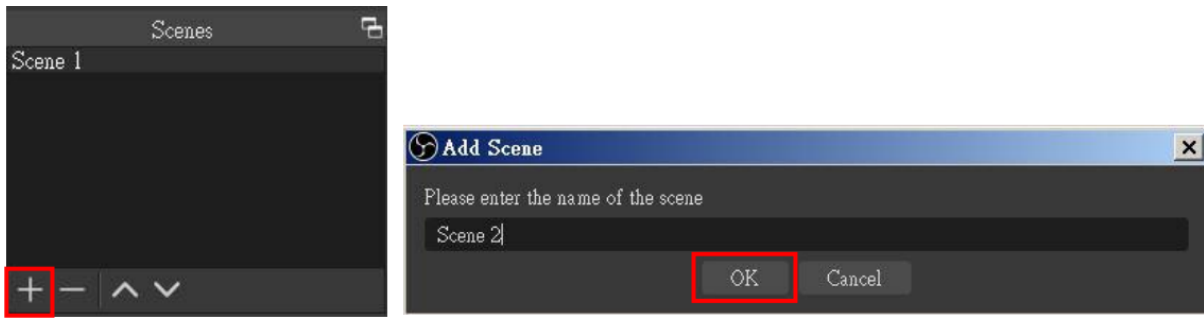 Scenes
Scene 1
Add Scene
Please enter the name of the scene
Scene 2
OK
Cancel